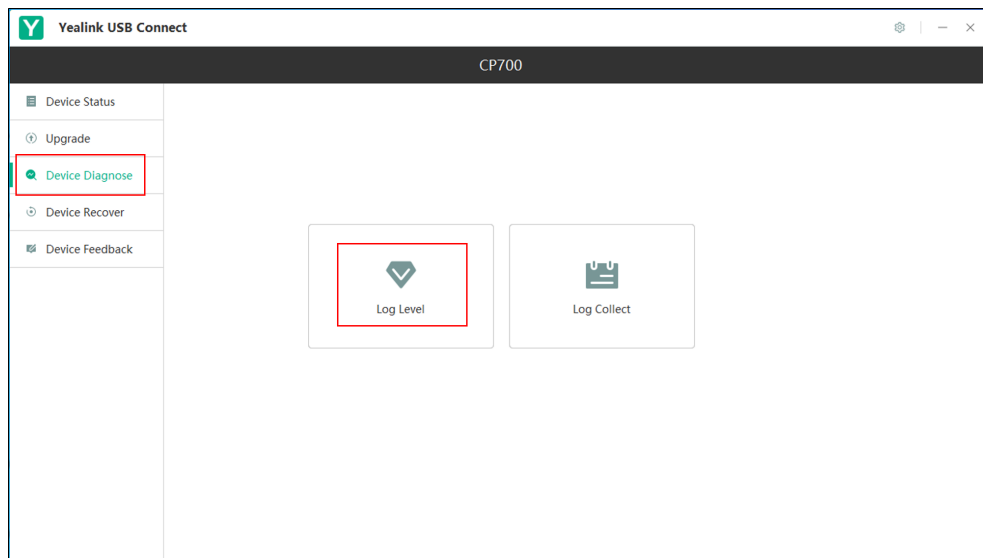 Y Yealink USB Connect
CP700
Device Status
Upgrade
Device Diagnose
Device Recover
Device Feedback
Log Level
Log Collect